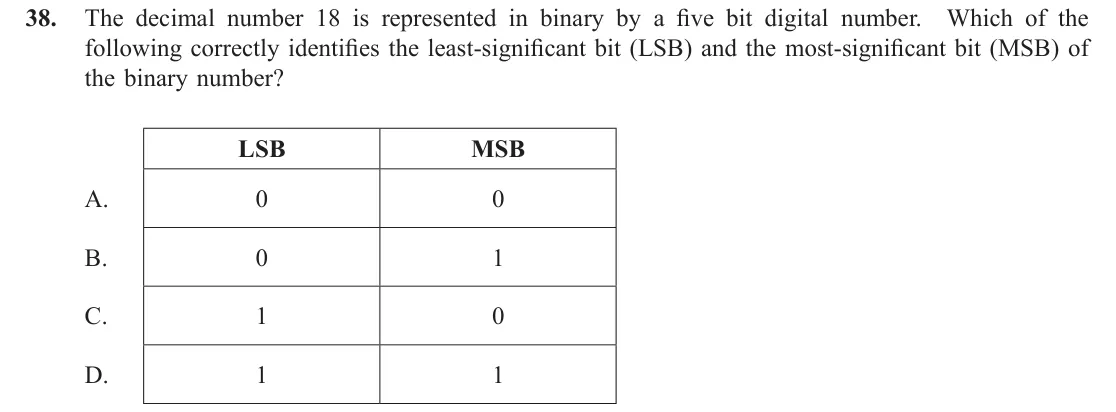 38. The decimal number 18 is represented in binary by a five bit digital number. Which of the
following correctly identifies the least-significant bit (LSB) and the most-significant bit (MSB) of
the binary number?
LSB MSB
A. 0 0
B. 0 1
C. 1 0
D. 1 1